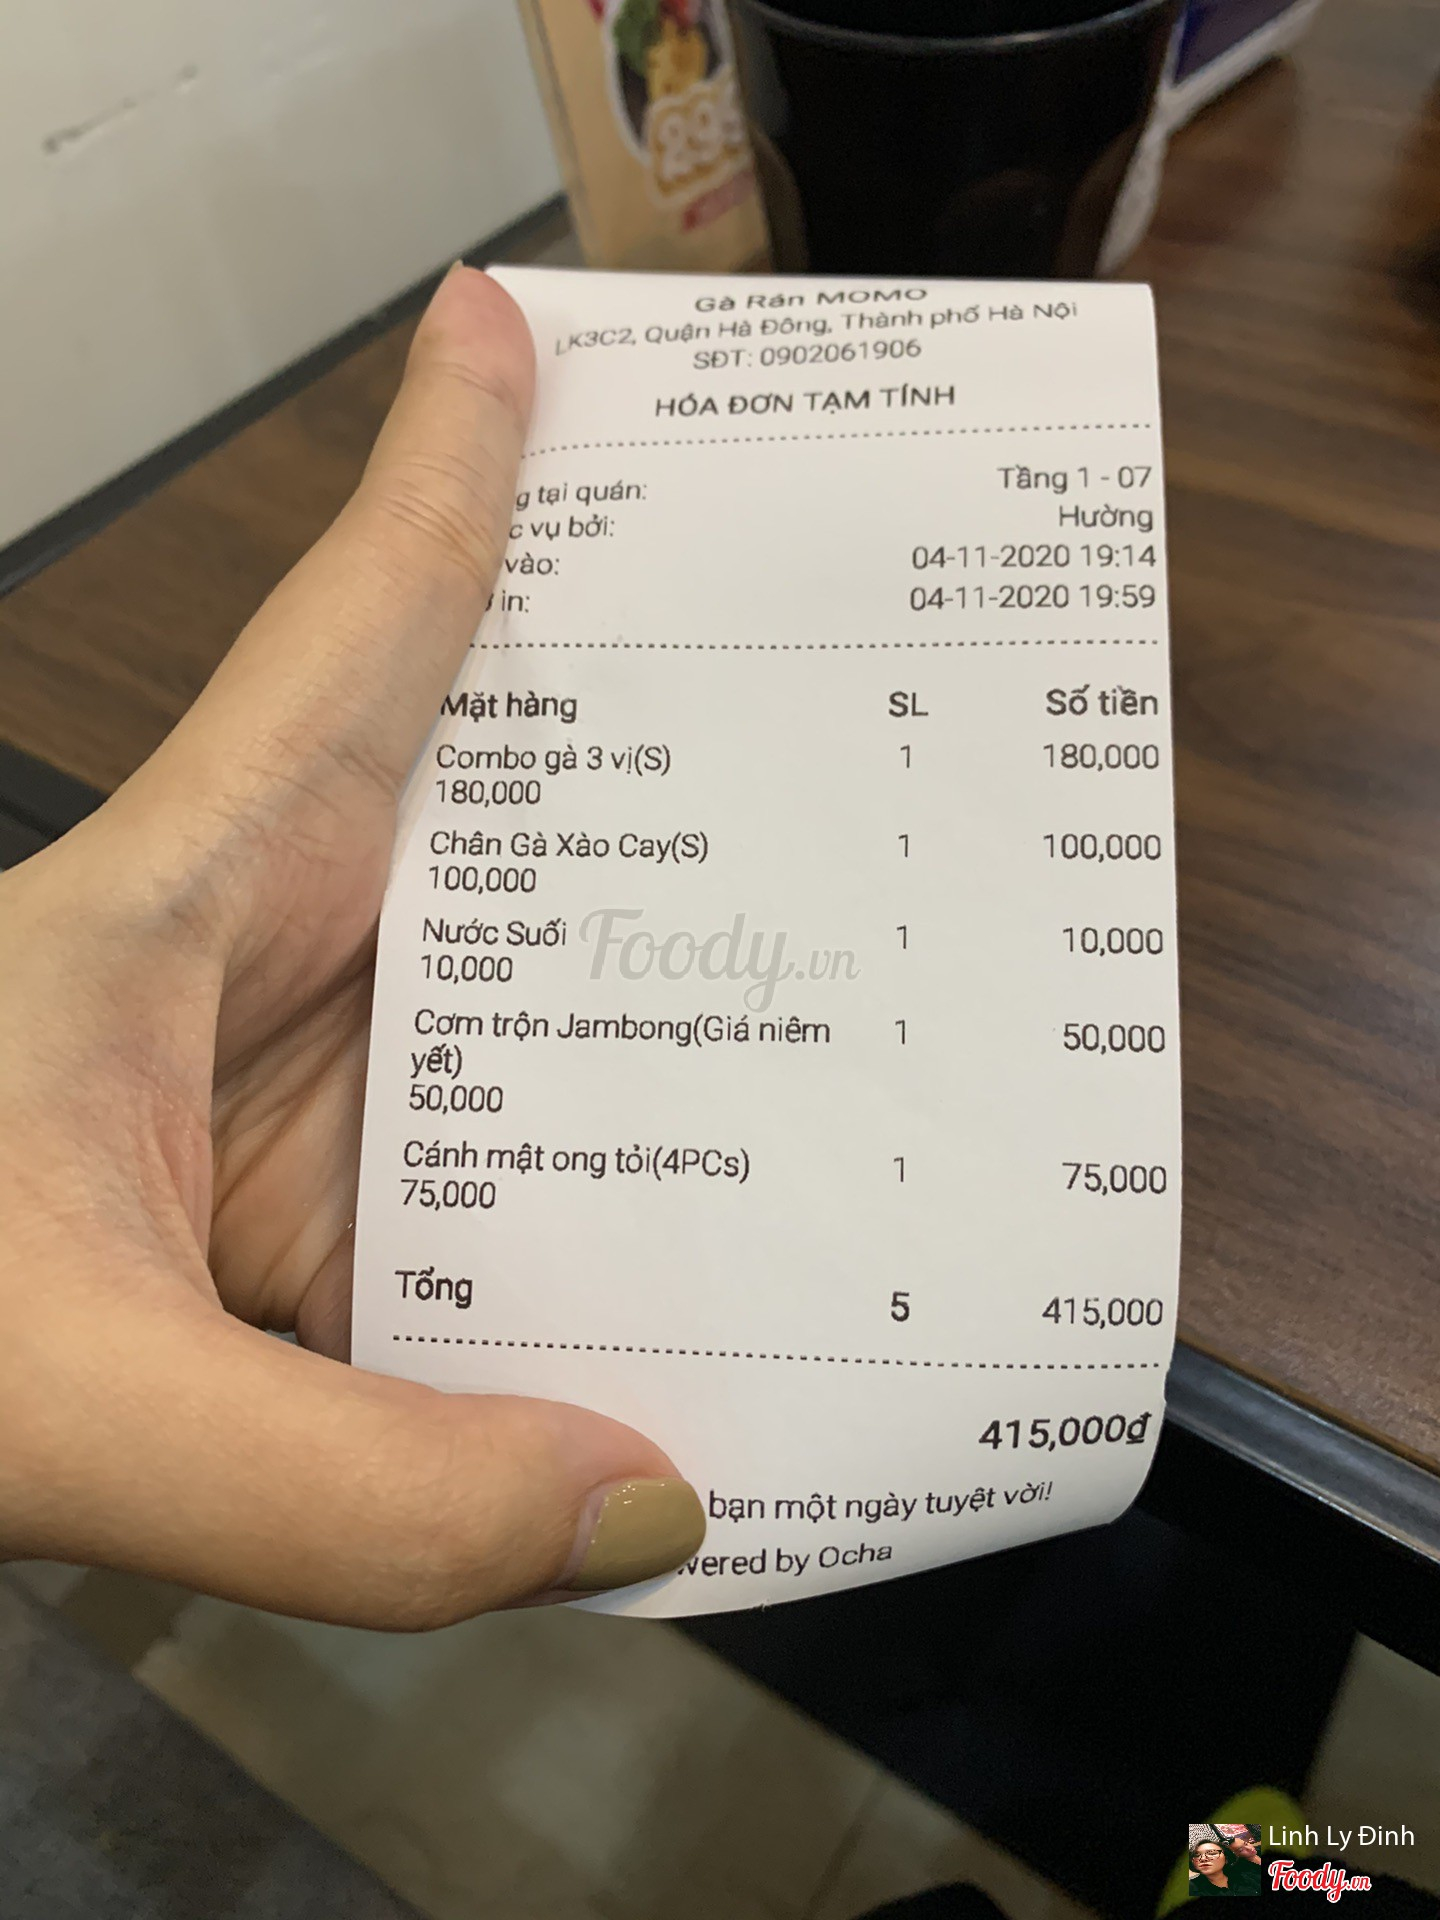 Gà Rán MOMO
LK3C2, Quận Hà Đông, Thành phố Hà Nội
SĐT: 0902061906
HÓA ĐƠN TẠM TÍNH
g tại quán: Tầng 1 - 07
c vụ bởi: Hường
vào: 04-11-2020 19:14
in: 04-11-2020 19:59
Mặt hàng SL Số tiền
Combo gà 3 vị(S) 1 180,000
180,000
Chân Gà Xào Cay(S) 1 100,000
100,000
Nước Suối 1 10,000
10,000
Foody.vn
Cơm trộn Jambong(Giá niêm 1 50,000
yết)
50,000
Cánh mật ong tỏi(4PCs) 1 75,000
75,000
Tổng 5 415,000
415,000₫
bạn một ngày tuyệt vời!
wered by Ocha
Linh Ly Đinh
Foody.vn